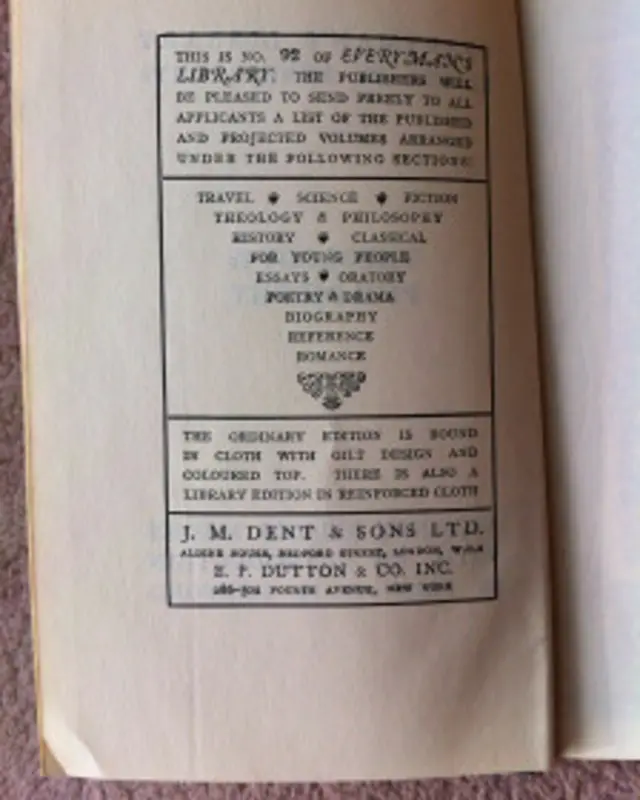 THIS IS NO. 92 OF EVERYMAN'S
LIBRARY. THE PUBLISHERS WILL
BE PLEASED TO SEND FREELY TO ALL
APPLICANTS A LIST OF THE PUBLISHED
AND PROJECTED VOLUMES ARRANGED
UNDER THE FOLLOWING SECTIONS:
TRAVEL SCIENCE FICTION
THEOLOGY & PHILOSOPHY
HISTORY CLASSICAL
FOR YOUNG PEOPLE
ESSAYS ORATORY
POETRY & DRAMA
BIOGRAPHY
REFERENCE
ROMANCE
THE ORDINARY EDITION IS BOUND
IN CLOTH WITH GILT DESIGN AND
COLOURED TOP. THERE IS ALSO A
LIBRARY EDITION IN REINFORCED CLOTH
J. M. DENT & SONS LTD.
ALDINE HOUSE, BEDFORD STREET, LONDON, W.C.2
E. P. DUTTON & CO. INC.
286-302 FOURTH AVENUE, NEW YORK